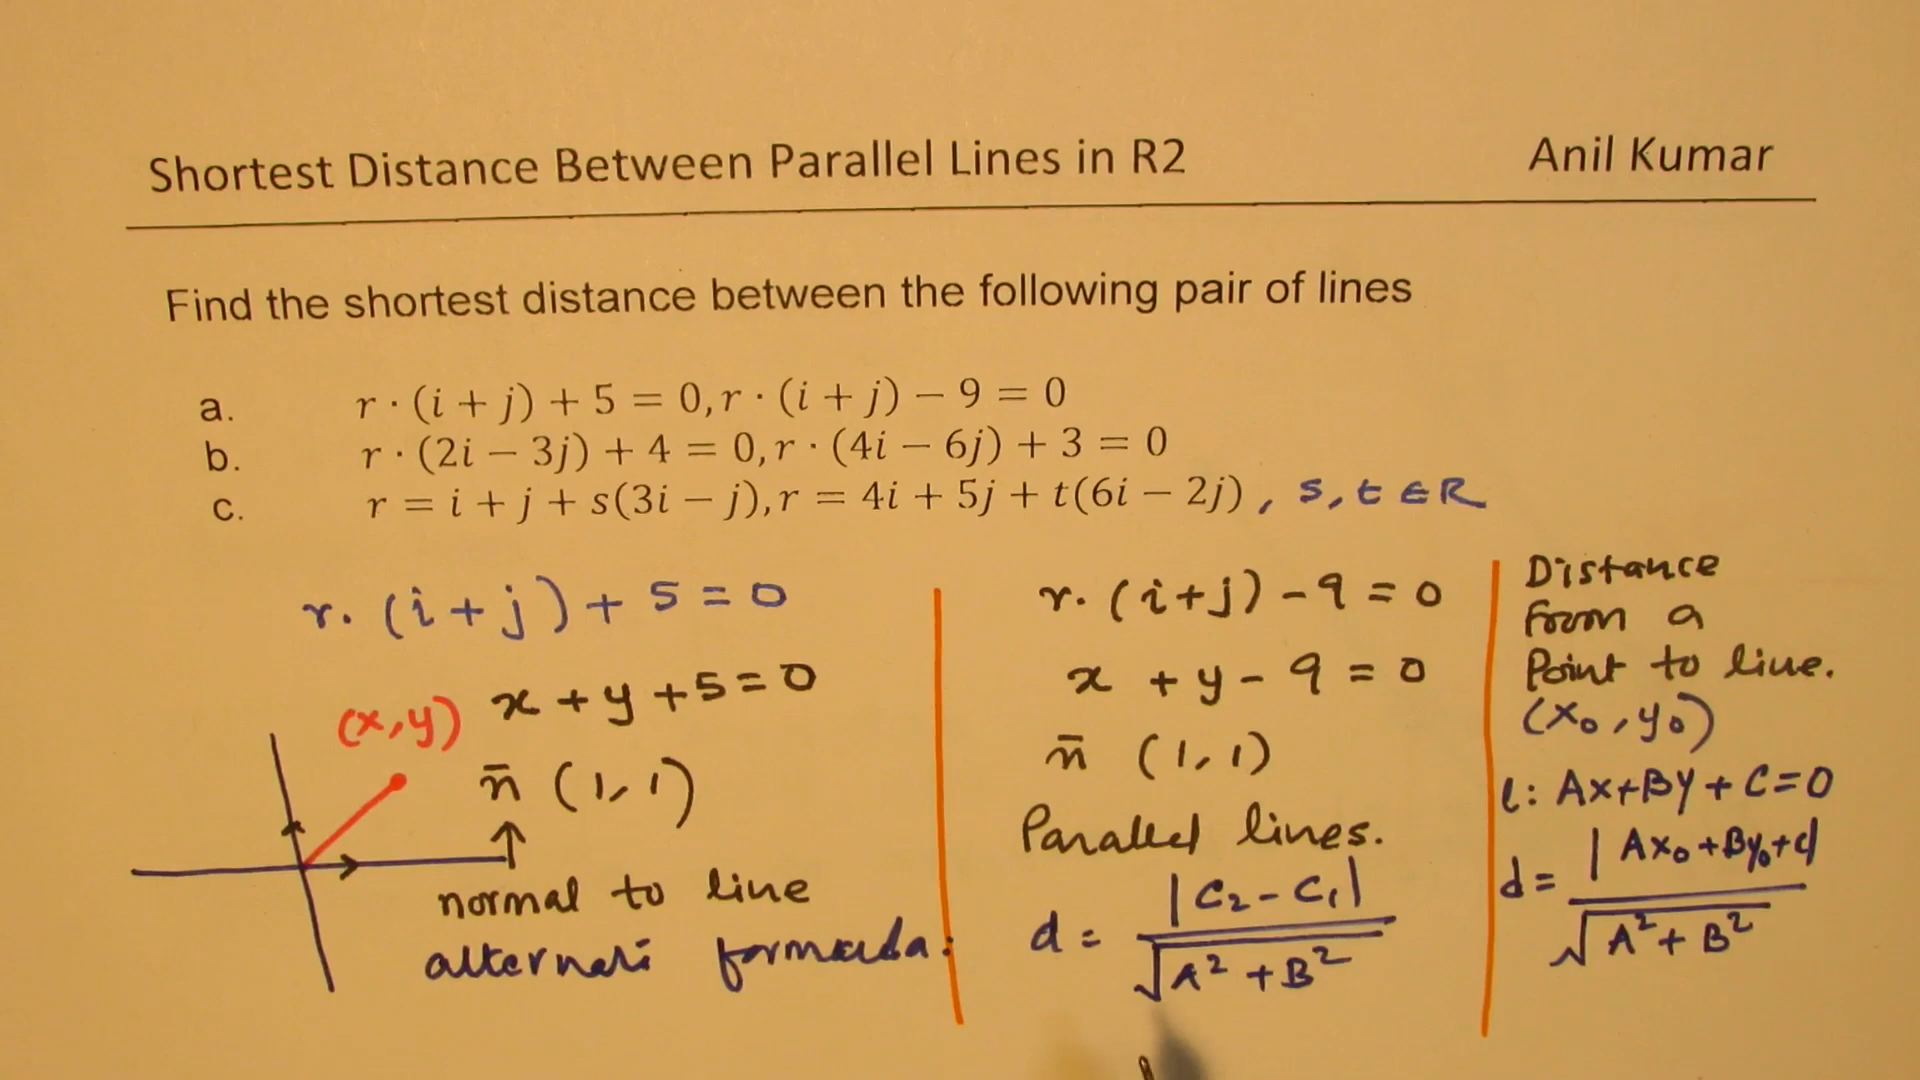 Shortest Distance Between Parallel Lines in R2 Anil Kumar
Find the shortest distance between the following pair of lines
a. r · (i + j) + 5 = 0, r · (i + j) − 9 = 0
b. r · (2i − 3j) + 4 = 0, r · (4i − 6j) + 3 = 0
c. r = i + j + s(3i − j), r = 4i + 5j + t(6i − 2j) , s, t ∈ R
r. (i + j) + 5 = 0
(x, y) x + y + 5 = 0
n̄ (1, 1)
normal to line
alternari formula:
r. (i + j) − 9 = 0
x + y − 9 = 0
n̄ (1, 1)
Parallel lines.
d = |C₂ − C₁| / √A² + B²
Distance
from a
Point to line.
(x₀, y₀)
l: Ax + By + C = 0
d = |Ax₀ + By₀ + c| / √A² + B²